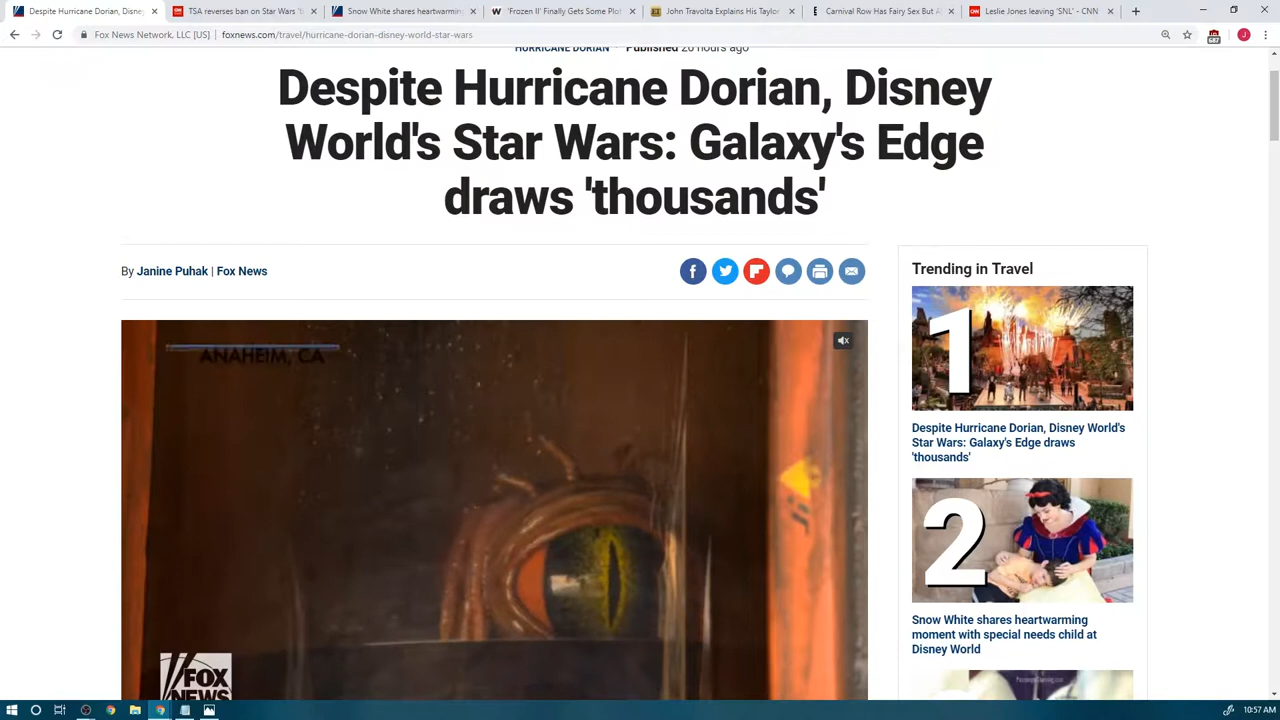 Despite Hurricane Dorian, Disney
TSA reverses ban on Star Wars 't
Snow White shares heartwarming
'Frozen II' Finally Gets Some Plot
John Travolta Explains His Taylor
Carnival Row Has Fairy Sex But A
Leslie Jones leaving 'SNL' - CNN
Fox News Network, LLC [US] | foxnews.com/travel/hurricane-dorian-disney-world-star-wars
HURRICANE DORIAN Published 20 hours ago
Despite Hurricane Dorian, Disney
World's Star Wars: Galaxy's Edge
draws 'thousands'
By Janine Puhak | Fox News
Trending in Travel
ANAHEIM, CA
1
Despite Hurricane Dorian, Disney World's
Star Wars: Galaxy's Edge draws
'thousands'
2
Snow White shares heartwarming
moment with special needs child at
Disney World
FOX
NEWS
10:57 AM